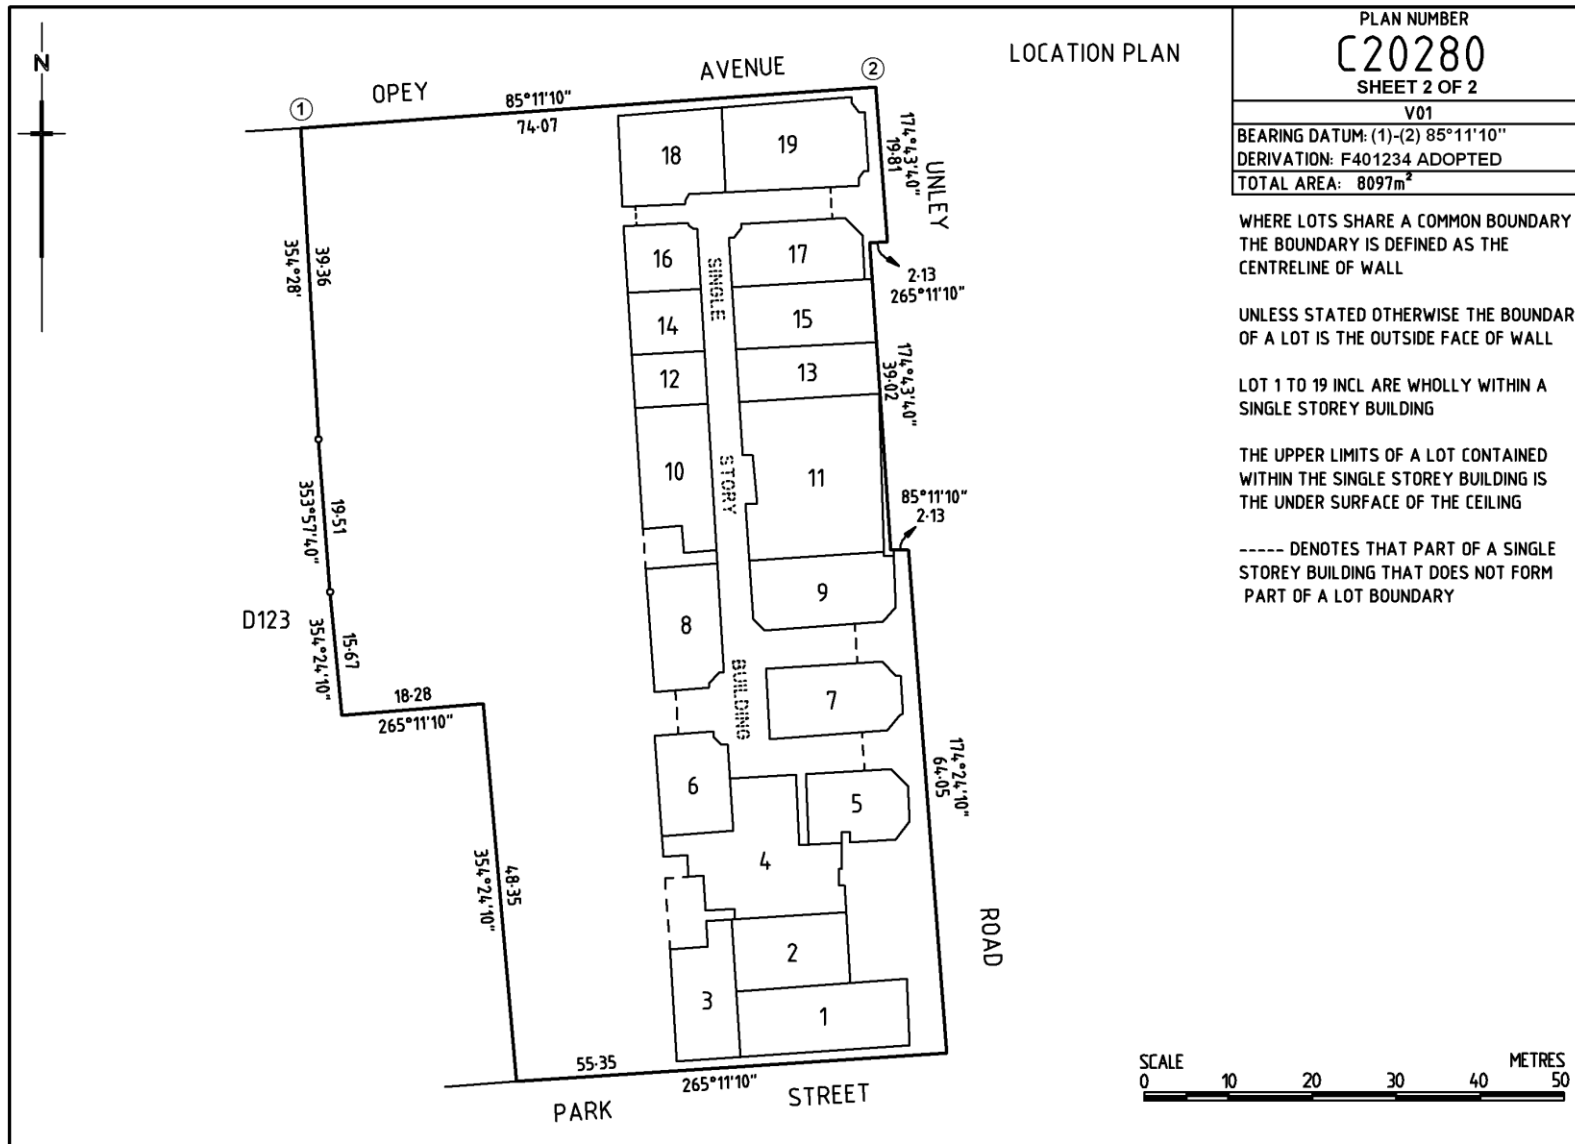 PLAN NUMBER
C20280
SHEET 2 OF 2
V01
BEARING DATUM: (1)-(2) 85°11'10"
DERIVATION: F401234 ADOPTED
TOTAL AREA: 8097m²
LOCATION PLAN
N
1
OPEY
AVENUE
2
85°11'10"
74·07
18
19
174°43'40"
19·81
UNLEY
16
17
2·13
265°11'10"
39·36
354°28'
SINGLE
14
15
12
13
174°43'40"
39·02
10
STORY
11
85°11'10"
2·13
19·51
353°57'40"
D123
8
9
15·67
354°24'10"
BUILDING
18·28
265°11'10"
7
6
5
174°24'10"
64·05
4
48·35
354°24'10"
ROAD
2
3
1
55·35
265°11'10"
PARK
STREET
WHERE LOTS SHARE A COMMON BOUNDARY
THE BOUNDARY IS DEFINED AS THE
CENTRELINE OF WALL
UNLESS STATED OTHERWISE THE BOUNDAR
OF A LOT IS THE OUTSIDE FACE OF WALL
LOT 1 TO 19 INCL ARE WHOLLY WITHIN A
SINGLE STOREY BUILDING
THE UPPER LIMITS OF A LOT CONTAINED
WITHIN THE SINGLE STOREY BUILDING IS
THE UNDER SURFACE OF THE CEILING
----- DENOTES THAT PART OF A SINGLE
STOREY BUILDING THAT DOES NOT FORM
PART OF A LOT BOUNDARY
SCALE METRES
0 10 20 30 40 50